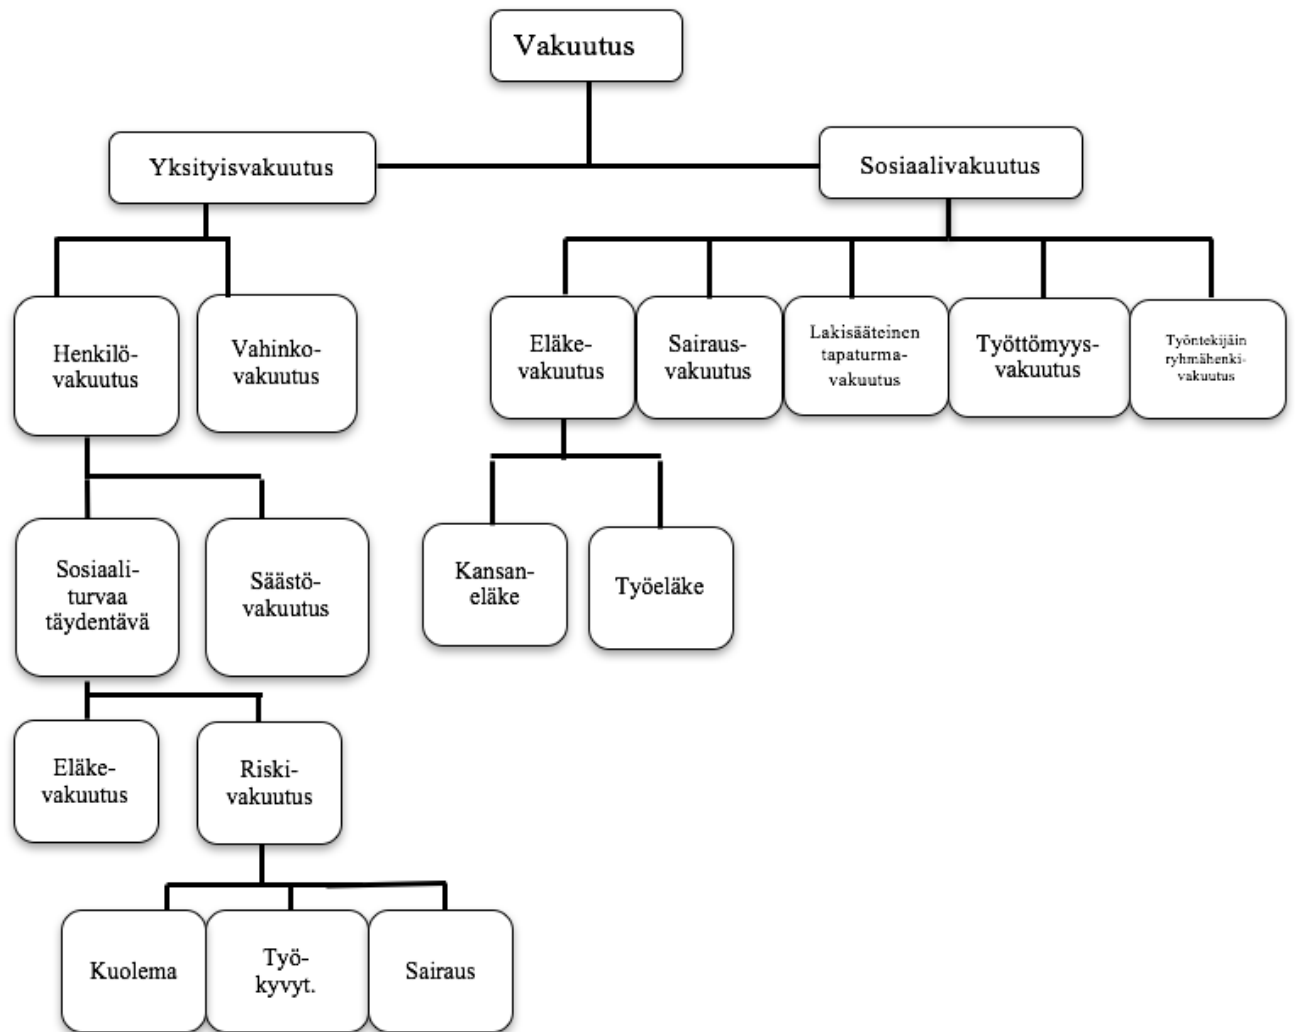 Vakuutus
Yksityisvakuutus
Sosiaalivakuutus
Henkilö-
vakuutus
Vahinko-
vakuutus
Eläke-
vakuutus
Sairaus-
vakuutus
Lakisääteinen
tapaturma-
vakuutus
Työttömyys-
vakuutus
Työntekijäin
ryhmähenki-
vakuutus
Sosiaali-
turvaa
täydentävä
Säästö-
vakuutus
Kansan-
eläke
Työeläke
Eläke-
vakuutus
Riski-
vakuutus
Kuolema
Työ-
kyvyt.
Sairaus